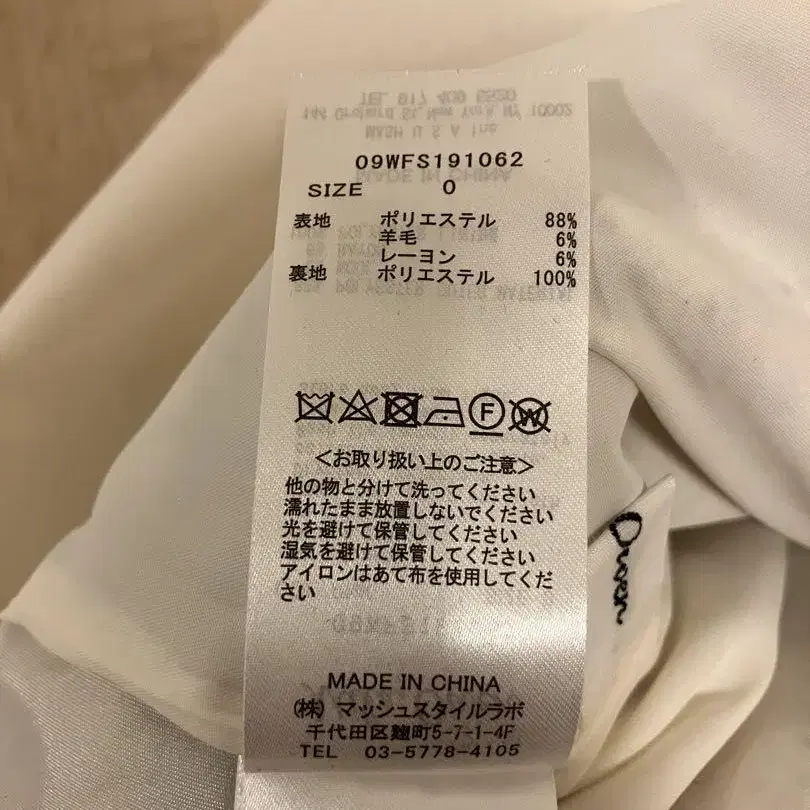 09WFS191062
SIZE 0
表地 ポリエステル 88%
羊毛 6%
レーヨン 6%
裏地 ポリエステル 100%
F W
<お取り扱い上のご注意>
他の物と分けて洗ってください
濡れたまま放置しないでください
光を避けて保管してください
湿気を避けて保管してください
アイロンはあて布を使用してくだ
さい
MADE IN CHINA
(株) マッシュスタイルラボ
千代田区麹町5-7-1-4F
TEL 03-5778-4105